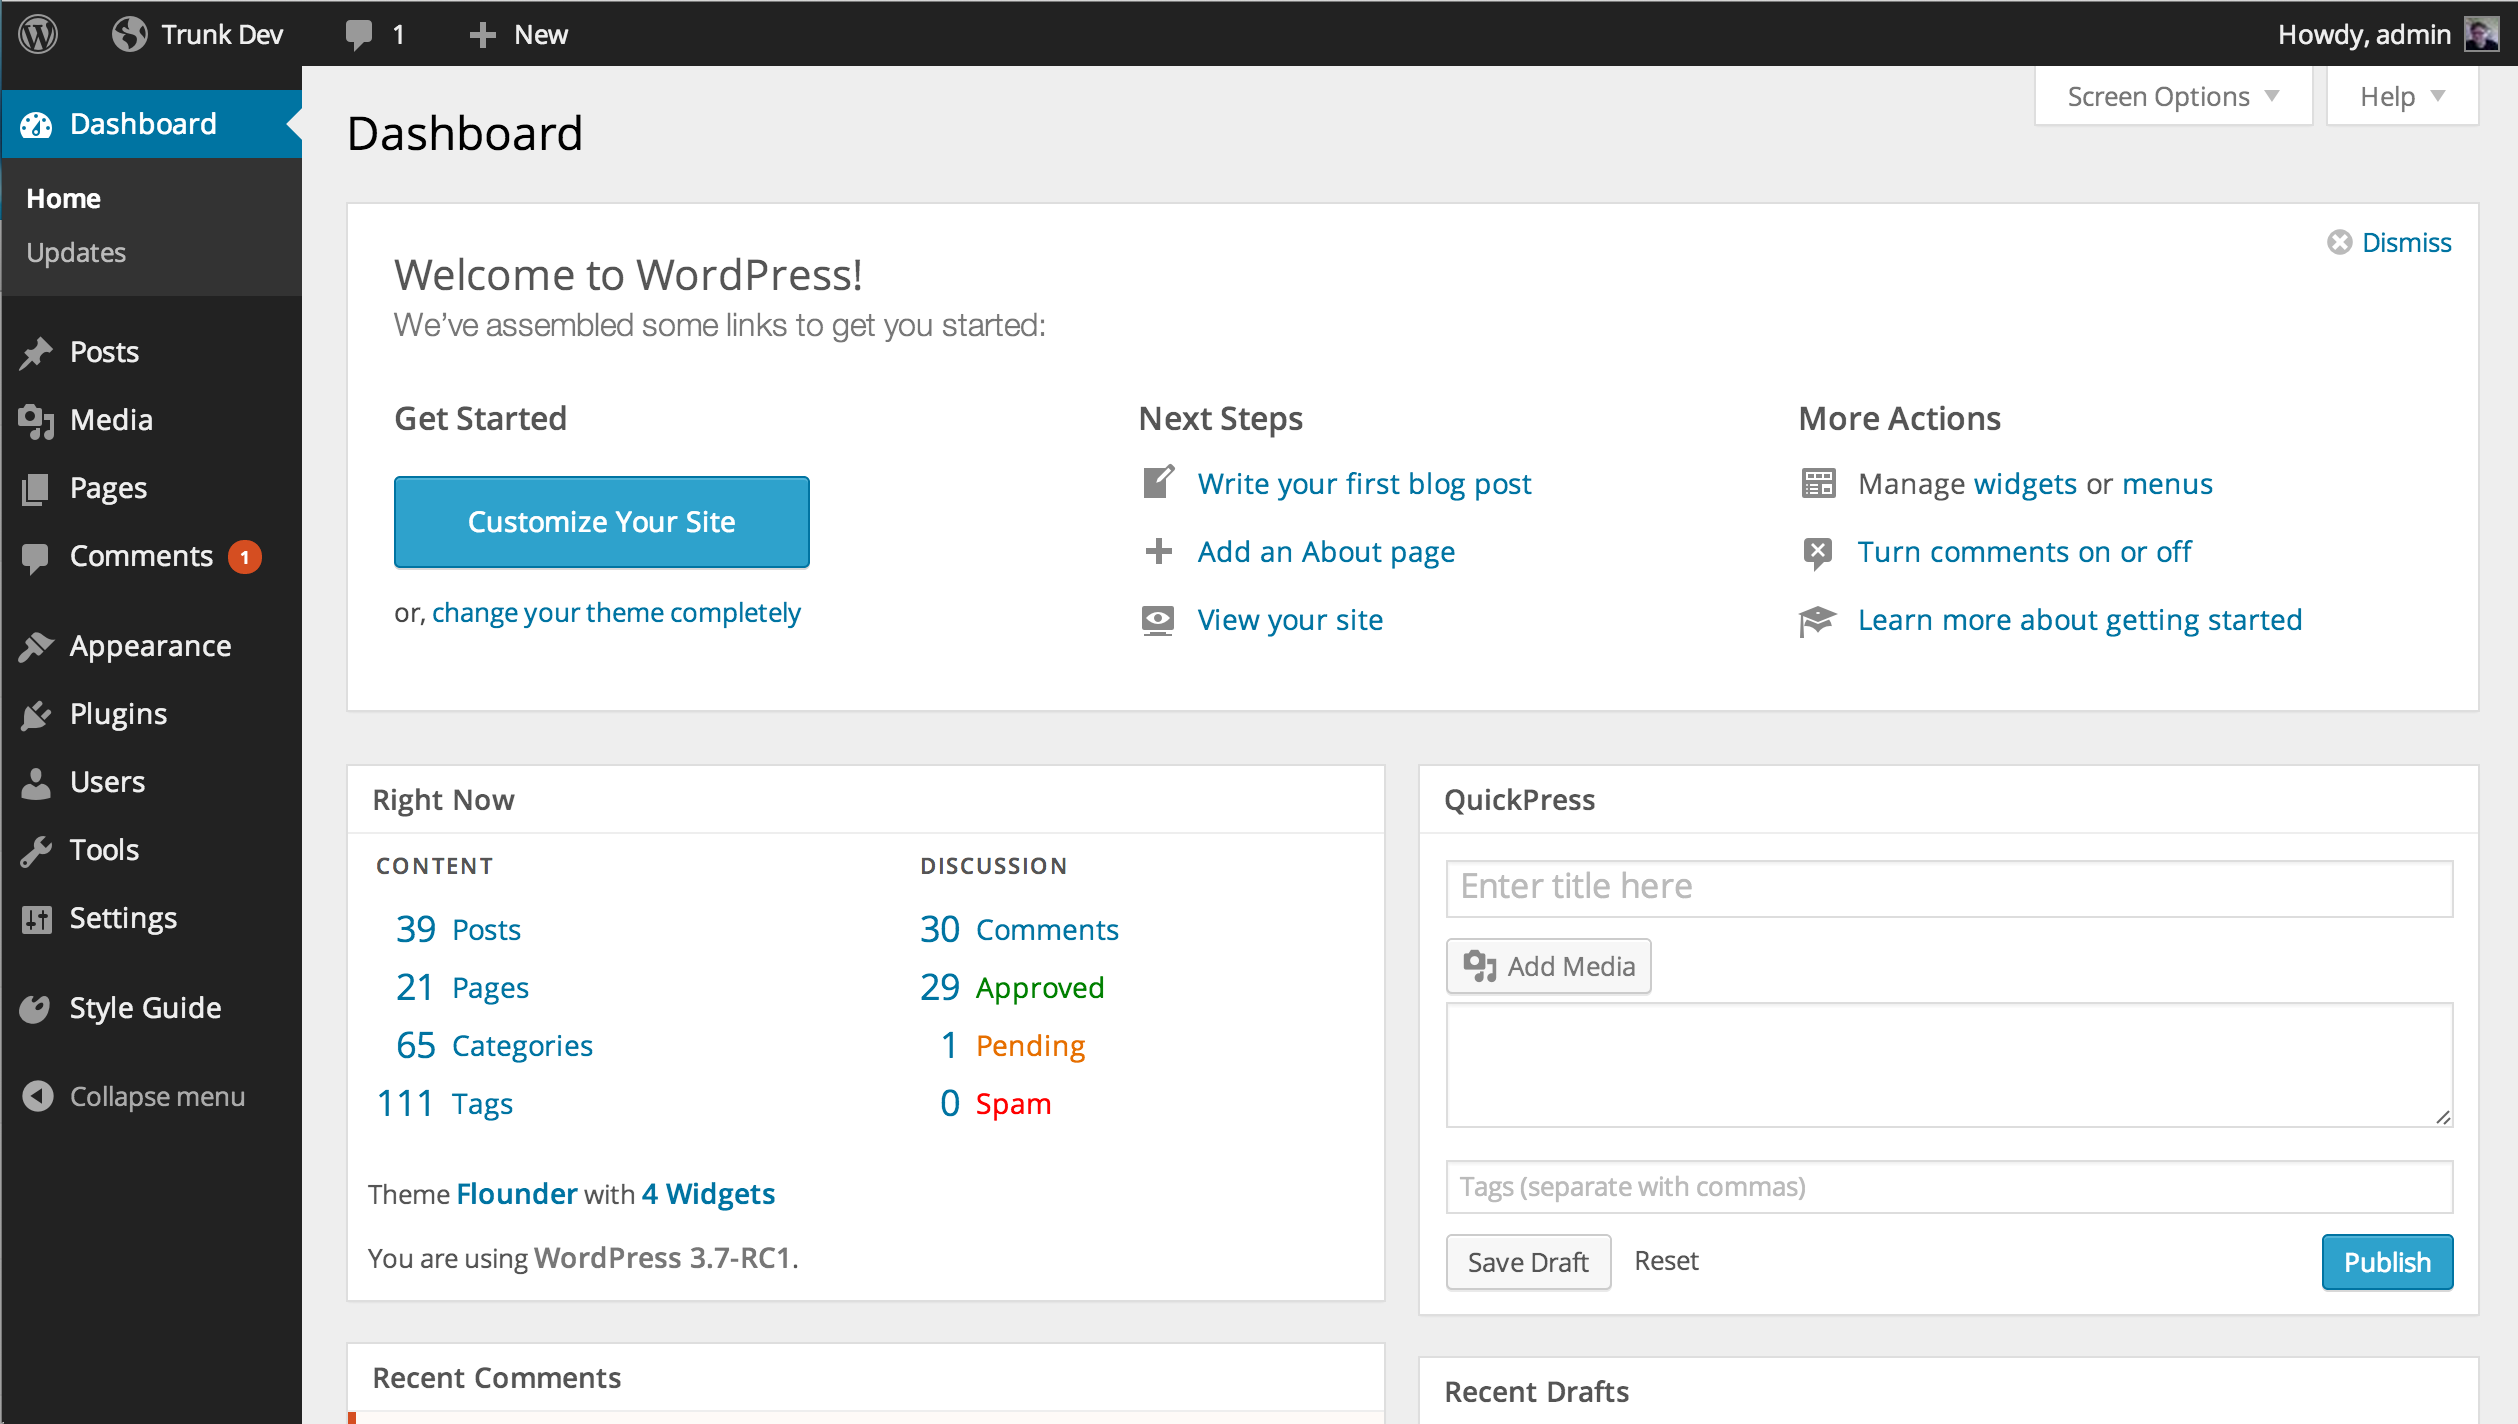 Trunk Dev
1
New
Howdy, admin
Dashboard
Home
Updates
Posts
Media
Pages
Comments 1
Appearance
Plugins
Users
Tools
Settings
Style Guide
Collapse menu
Screen Options
Help
Dashboard
Dismiss
Welcome to WordPress!
We’ve assembled some links to get you started:
Get Started
Customize Your Site
or, change your theme completely
Next Steps
Write your first blog post
Add an About page
View your site
More Actions
Manage widgets or menus
Turn comments on or off
Learn more about getting started
Right Now
CONTENT
39 Posts
21 Pages
65 Categories
111 Tags
DISCUSSION
30 Comments
29 Approved
1 Pending
0 Spam
Theme Flounder with 4 Widgets
You are using WordPress 3.7-RC1.
QuickPress
Enter title here
Add Media
Tags (separate with commas)
Save Draft
Reset
Publish
Recent Comments
Recent Drafts